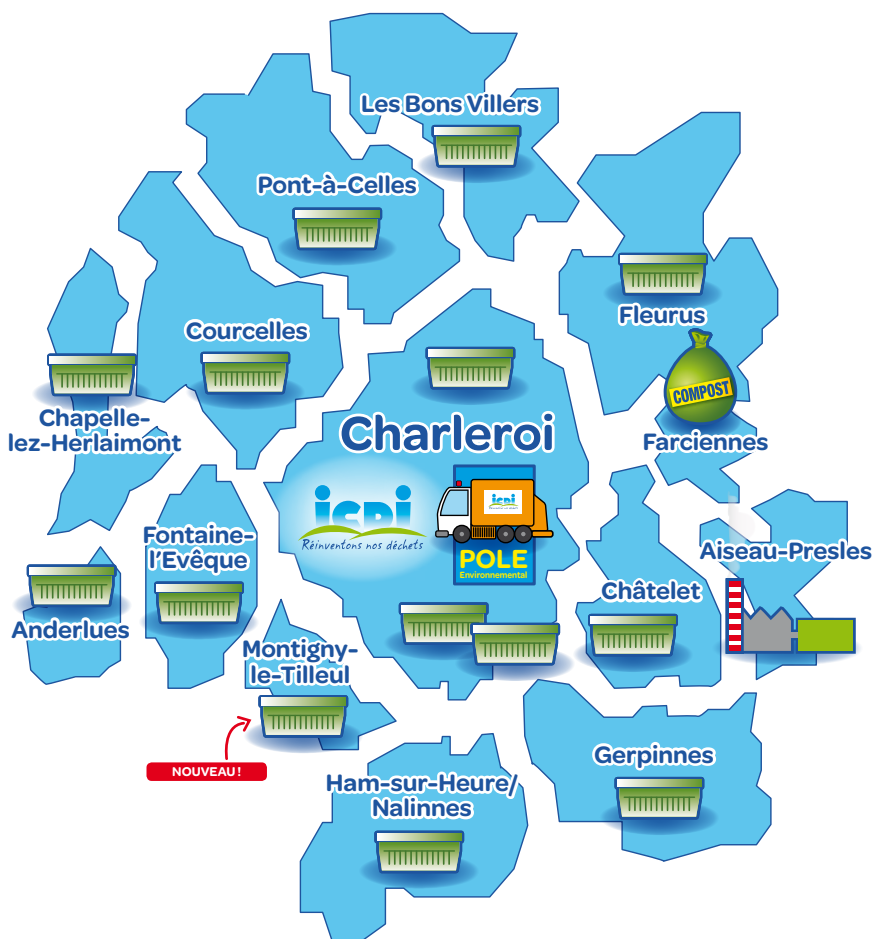 Les Bons Villers
Pont-à-Celles
Fleurus
Courcelles
COMPOST
Chapelle-
lez-Herlaimont
Charleroi
Farciennes
icDi
Réinventons nos déchets
icDi
Fontaine-
l'Evêque
POLE
Environnemental
Aiseau-Presles
Châtelet
Anderlues
Montigny-
le-Tilleul
NOUVEAU !
Gerpinnes
Ham-sur-Heure/
Nalinnes